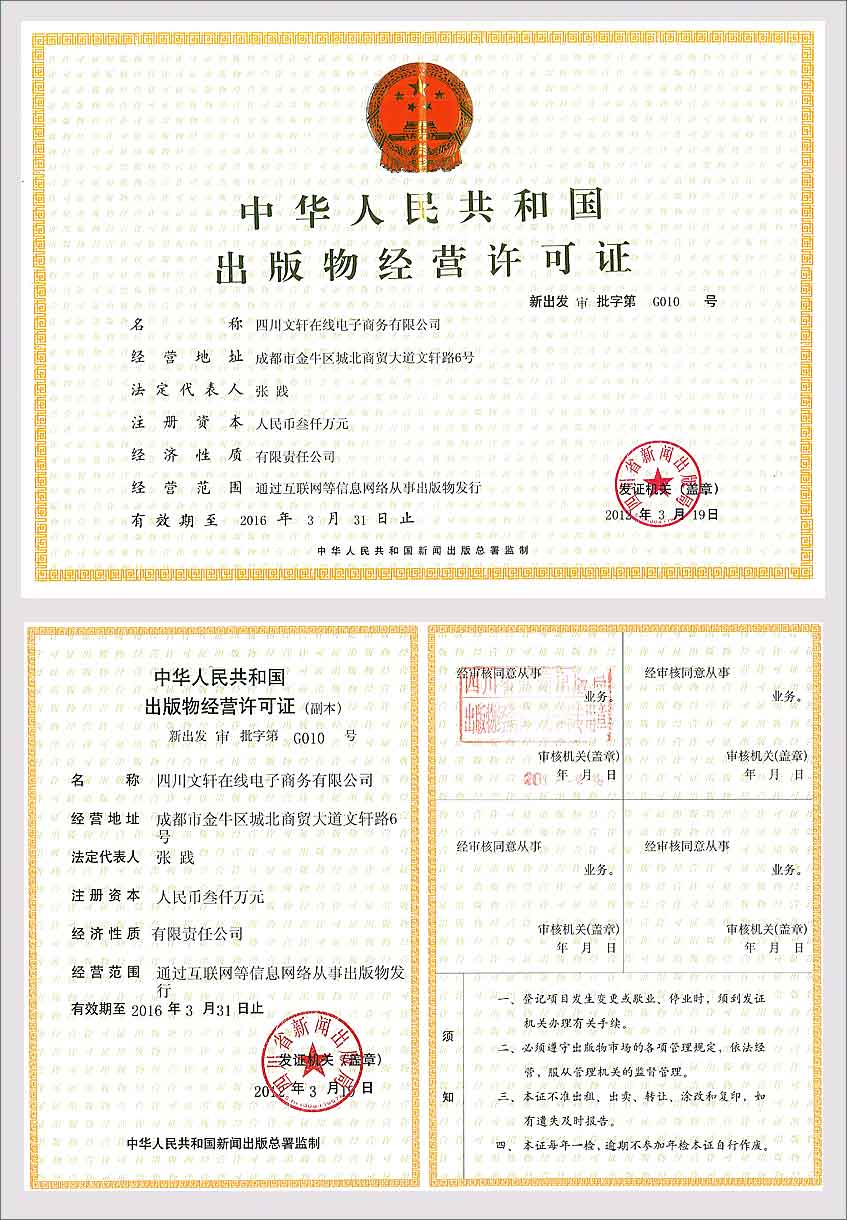 中华人民共和国
出版物经营许可证
新出发 审 批字第 G010 号
名 称 四川文轩在线电子商务有限公司
经营地址 成都市金牛区城北商贸大道文轩路6号
法定代表人 张 践
注册资本 人民币叁仟万元
经济性质 有限责任公司
经营范围 通过互联网等信息网络从事出版物发行
有效期至 2016 年 3 月 31 日止
四川省新闻出版局
发证机关(盖章)
2012 年 3 月 19日
中华人民共和国新闻出版总署监制
中华人民共和国
出版物经营许可证 (副本)
新出发 审 批字第 G010 号
名 称 四川文轩在线电子商务有限公司
经营地址 成都市金牛区城北商贸大道文轩路6
号
法定代表人 张 践
注册资本 人民币叁仟万元
经济性质 有限责任公司
经营范围 通过互联网等信息网络从事出版物发
行
有效期至 2016 年 3 月31 日止
四川省新闻出版局
发证机关(盖章)
年 3 月 19 日
中华人民共和国新闻出版总署监制
经审核同意从事
业务。
四川
出版物经
审核机关(盖章)
年 月 日
经审核同意从事
业务。
审核机关(盖章)
年 月 日
经审核同意从事
业务。
审核机关(盖章)
年 月 日
经审核同意从事
业务。
审核机关(盖章)
年 月 日
须知
一、登记项目发生变更或歇业、停业时，须到发证
机关办理有关手续。
二、必须遵守出版物市场的各项管理规定，依法经
营，服从管理机关的监督管理。
三、本证不准出租、出卖、转让、涂改和复印，如
有遗失及时报告。
四、本证每年一检，逾期不参加年检本证自行作废。